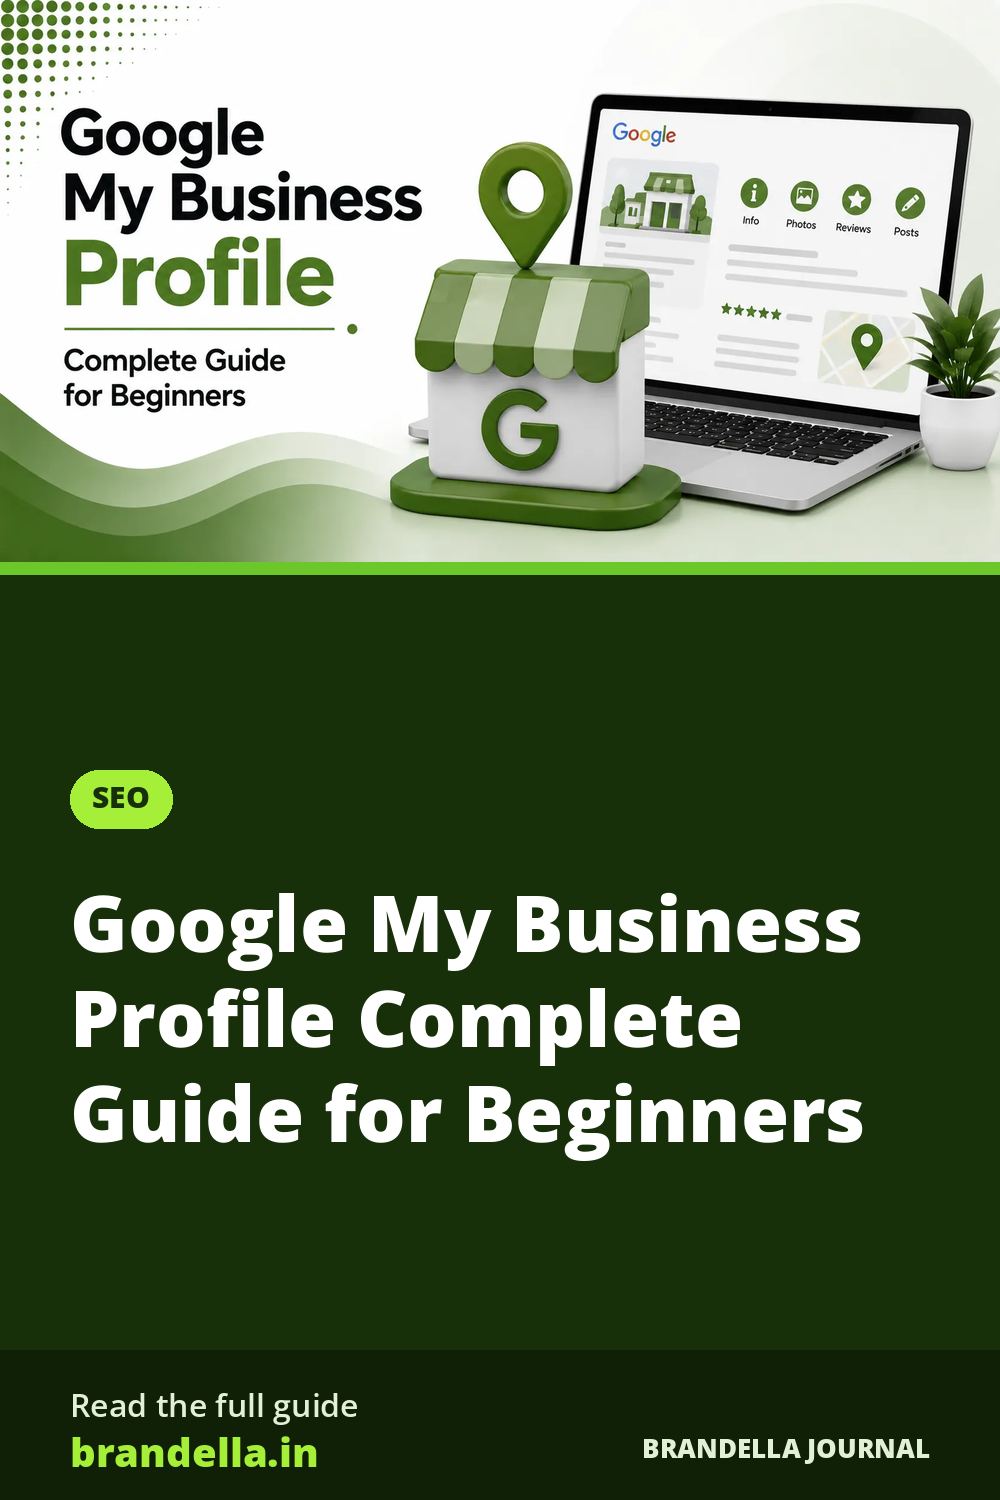 Google
My Business
Profile
Complete Guide
for Beginners
Google
Info
Photos
Reviews
Posts
G
SEO
Google My Business
Profile Complete
Guide for Beginners
Read the full guide
brandella.in
BRANDELLA JOURNAL